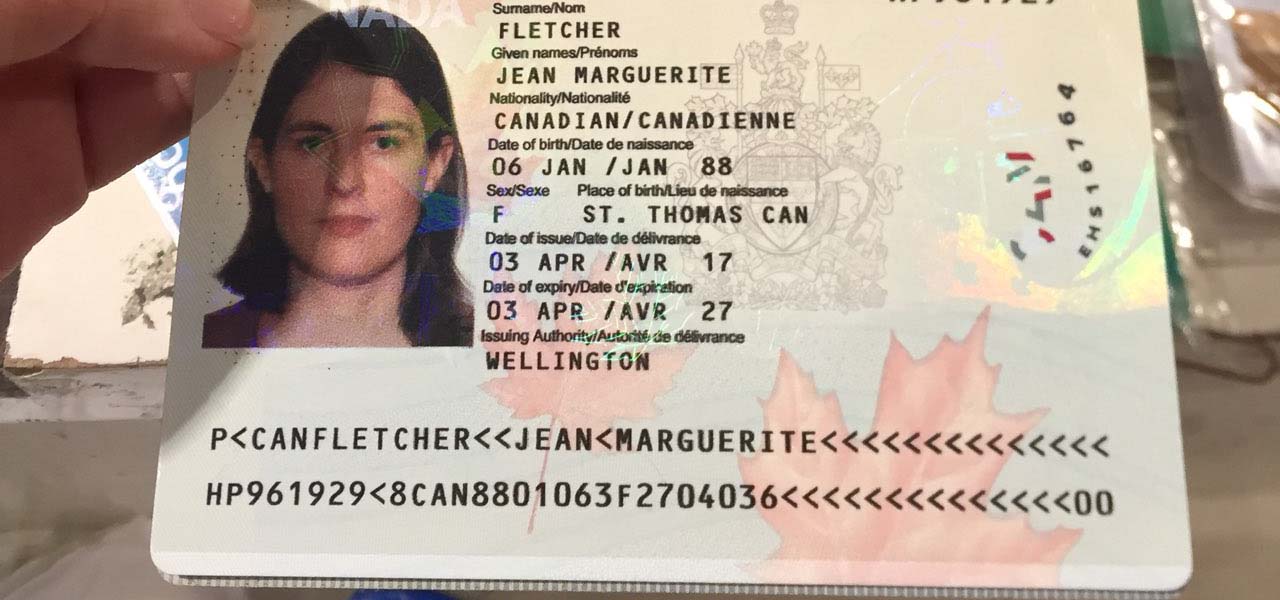 NADA
Surname/Nom
FLETCHER
Given names/Prénoms
JEAN MARGUERITE
Nationality/Nationalité
CANADIAN/CANADIENNE
Date of birth/Date de naissance
06 JAN /JAN 88
Sex/Sexe Place of birth/Lieu de naissance
F ST. THOMAS CAN
Date of issue/Date de délivrance
03 APR /AVR 17
Date of expiry/Date d'expiration
03 APR /AVR 27
Issuing Authority/Autorité de délivrance
WELLINGTON
EHS167764
P<CANFLETCHER<<JEAN<MARGUERITE<<<<<<<<<<<<<<
HP961929<8CAN8801063F2704036<<<<<<<<<<<<<<00